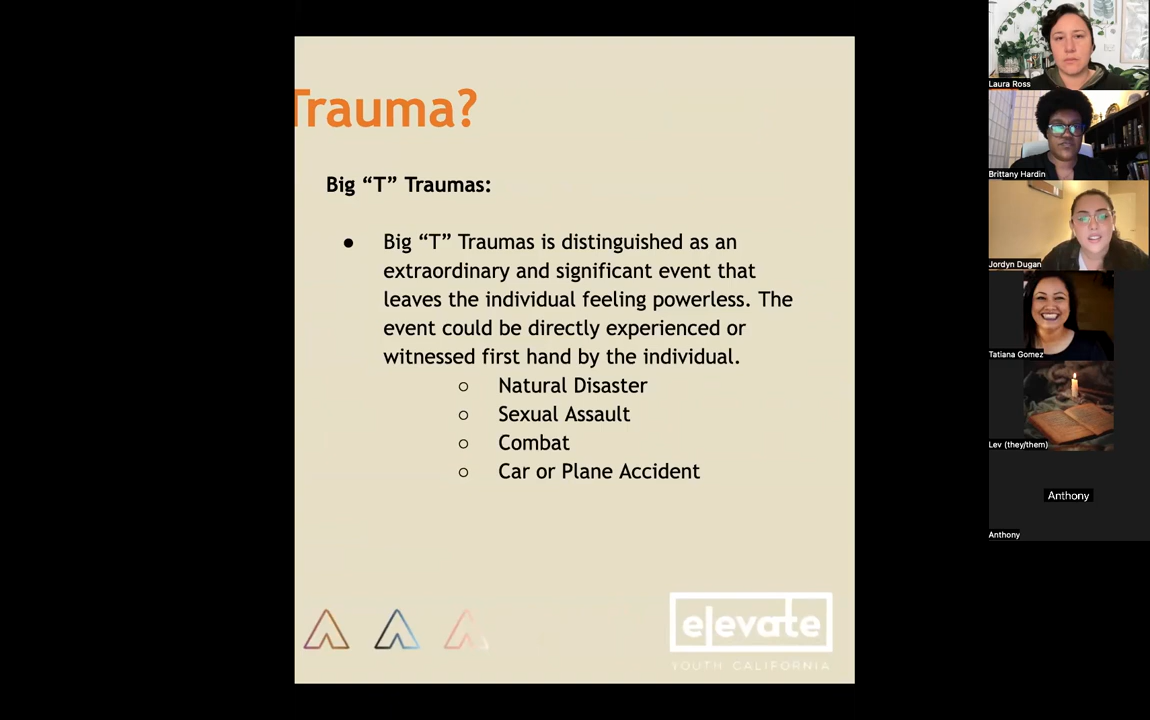 Trauma?
Big “T” Traumas:
● Big “T” Traumas is distinguished as an
extraordinary and significant event that
leaves the individual feeling powerless. The
event could be directly experienced or
witnessed first hand by the individual.
○ Natural Disaster
○ Sexual Assault
○ Combat
○ Car or Plane Accident
elevate
YOUTH CALIFORNIA
Laura Ross
Brittany Hardin
Jordyn Dugan
Tatiana Gomez
Lev (they/them)
Anthony
Anthony